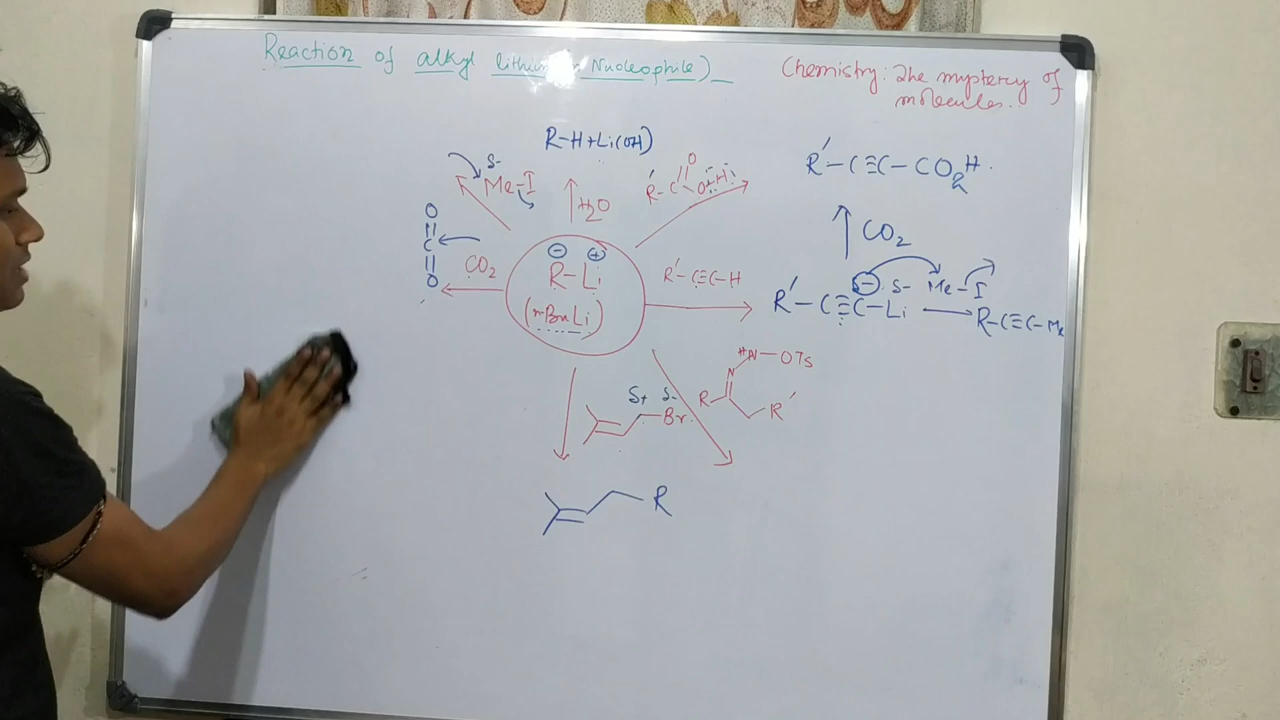 Reaction of alkyl lithium Nucleophile)
Chemistry: The mystery of
molecules.
R-H+Li(OH)
δ-
Me-I
H2O
O
R'-C
O-H
R'-C≡C-CO2H
CO2
O
C
O
CO2
⊖ ⊕
R-Li
(n-BuLi)
R'-C≡C-H
R'-C≡C-Li
⊖ δ- Me-I
R-C≡C-Me
HN-OTs
N
R
R'
δ+ δ-
Br
R